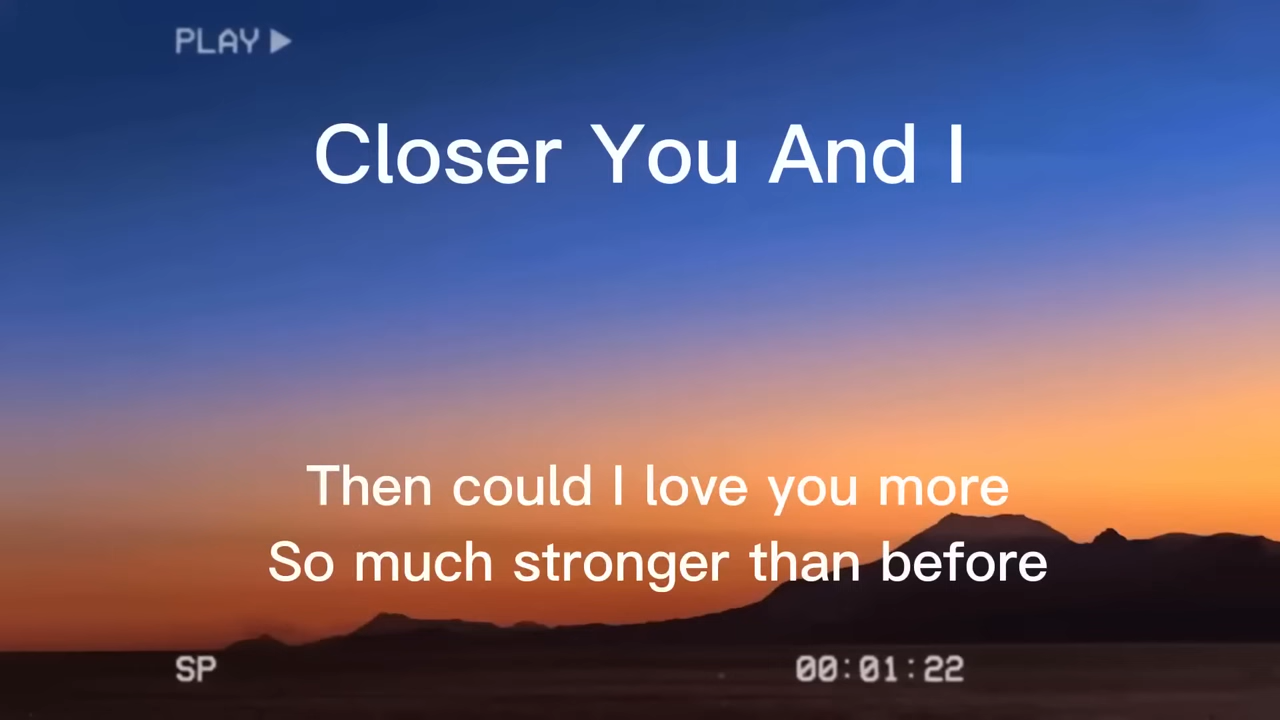 PLAY ▶
Closer You And I
Then could I love you more
So much stronger than before
SP
00:01:22